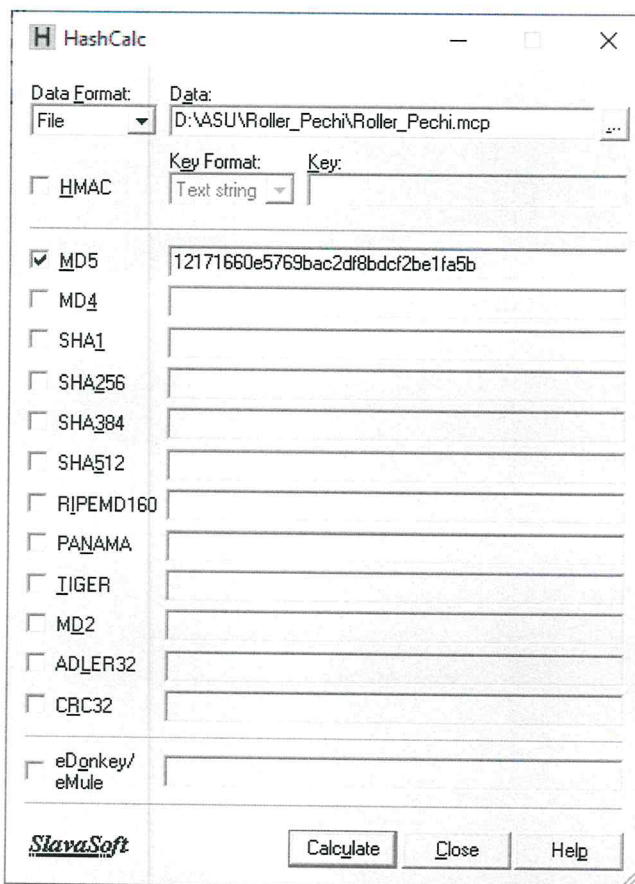 H HashCalc
Data Format: Data:
File D:\ASU\Roller_Pechi\Roller_Pechi.mcp ...
Key Format: Key:
HMAC Text string
MD5 12171660e5769bac2df8bdcf2be1fa5b
MD4
SHA1
SHA256
SHA384
SHA512
RIPEMD160
PANAMA
TIGER
MD2
ADLER32
CRC32
eDonkey/
eMule
SlavaSoft Calculate Close Help